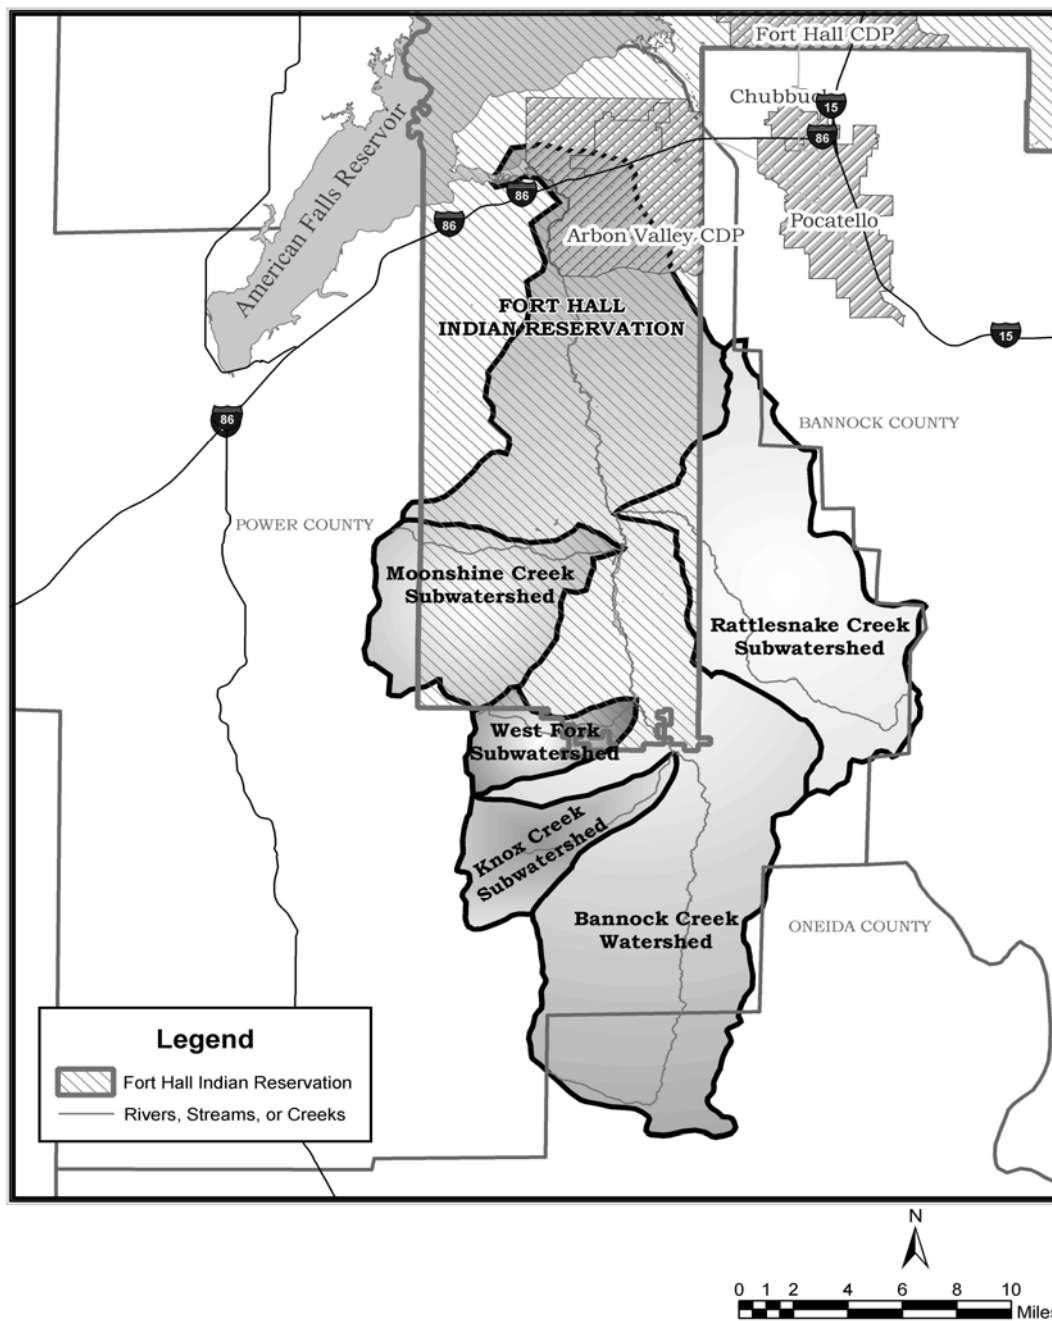 Fort Hall CDP
Chubbuck
15
86
American Falls Reservoir
86
86
Pocatello
Arbon Valley CDP
FORT HALL
INDIAN RESERVATION
15
86
BANNOCK COUNTY
POWER COUNTY
Moonshine Creek
Subwatershed
Rattlesnake Creek
Subwatershed
West Fork
Subwatershed
Knox Creek
Subwatershed
Bannock Creek
Watershed
ONEIDA COUNTY
Legend
Fort Hall Indian Reservation
Rivers, Streams, or Creeks
N
0 1 2 4 6 8 10
Miles